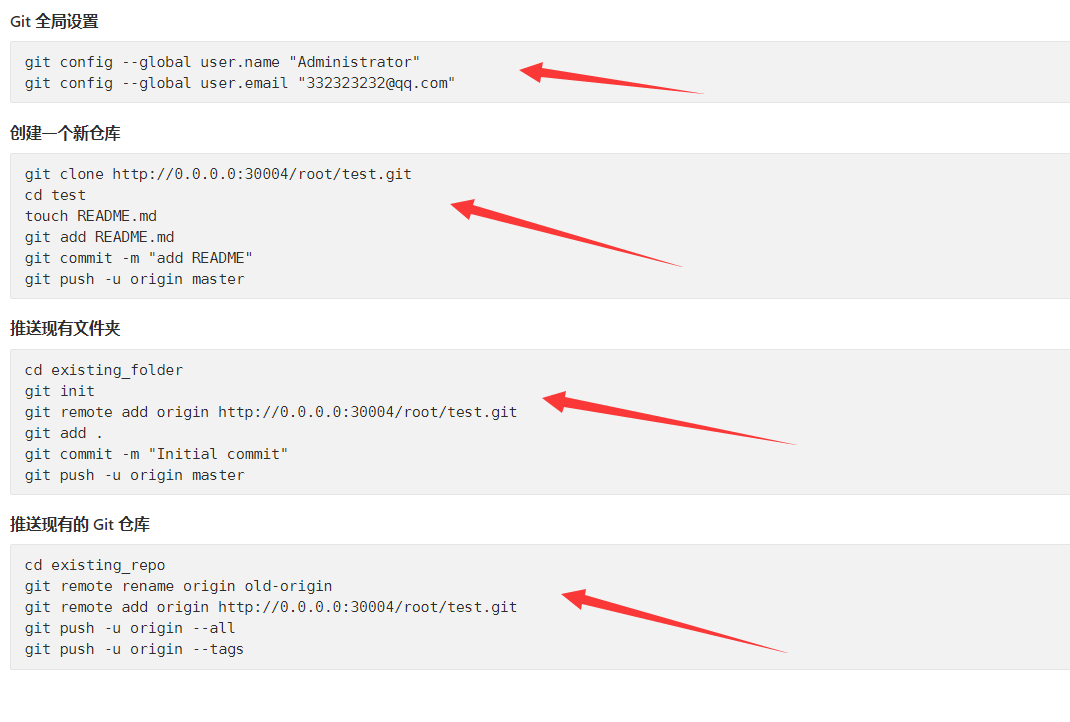 Git 全局设置
git config --global user.name "Administrator"
git config --global user.email "332323232@qq.com"
创建一个新仓库
git clone http://0.0.0.0:30004/root/test.git
cd test
touch README.md
git add README.md
git commit -m "add README"
git push -u origin master
推送现有文件夹
cd existing_folder
git init
git remote add origin http://0.0.0.0:30004/root/test.git
git add .
git commit -m "Initial commit"
git push -u origin master
推送现有的 Git 仓库
cd existing_repo
git remote rename origin old-origin
git remote add origin http://0.0.0.0:30004/root/test.git
git push -u origin --all
git push -u origin --tags